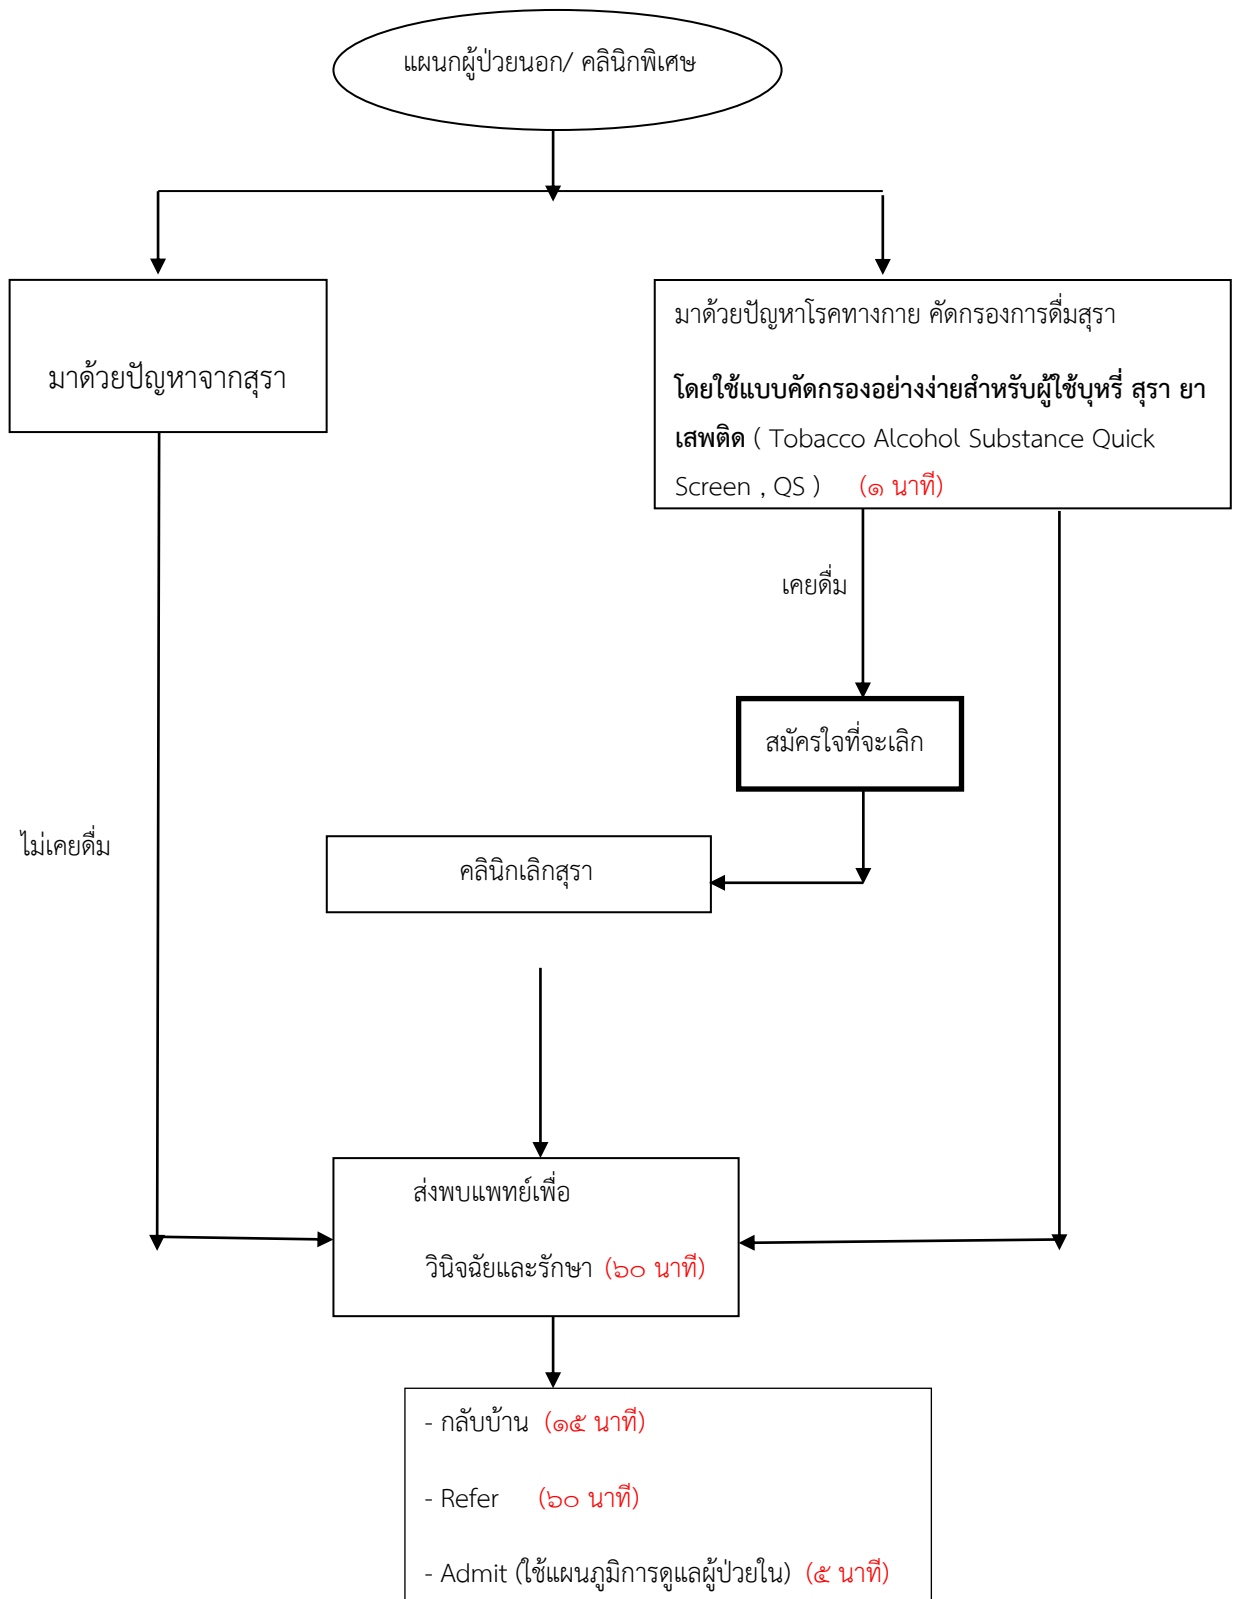 แผนกผู้ป่วยนอก/ คลินิกพิเศษ
มาด้วยปัญหาจากสุรา
มาด้วยปัญหาโรคทางกาย คัดกรองการดื่มสุรา
โดยใช้แบบคัดกรองอย่างง่ายสำหรับผู้ใช้บุหรี่ สุรา ยา
เสพติด ( Tobacco Alcohol Substance Quick
Screen , QS ) (๑ นาที)
เคยดื่ม
สมัครใจที่จะเลิก
ไม่เคยดื่ม
คลินิกเลิกสุรา
ส่งพบแพทย์เพื่อ
วินิจฉัยและรักษา (๖๐ นาที)
- กลับบ้าน (๑๕ นาที)
- Refer (๖๐ นาที)
- Admit (ใช้แผนภูมิการดูแลผู้ป่วยใน) (๕ นาที)